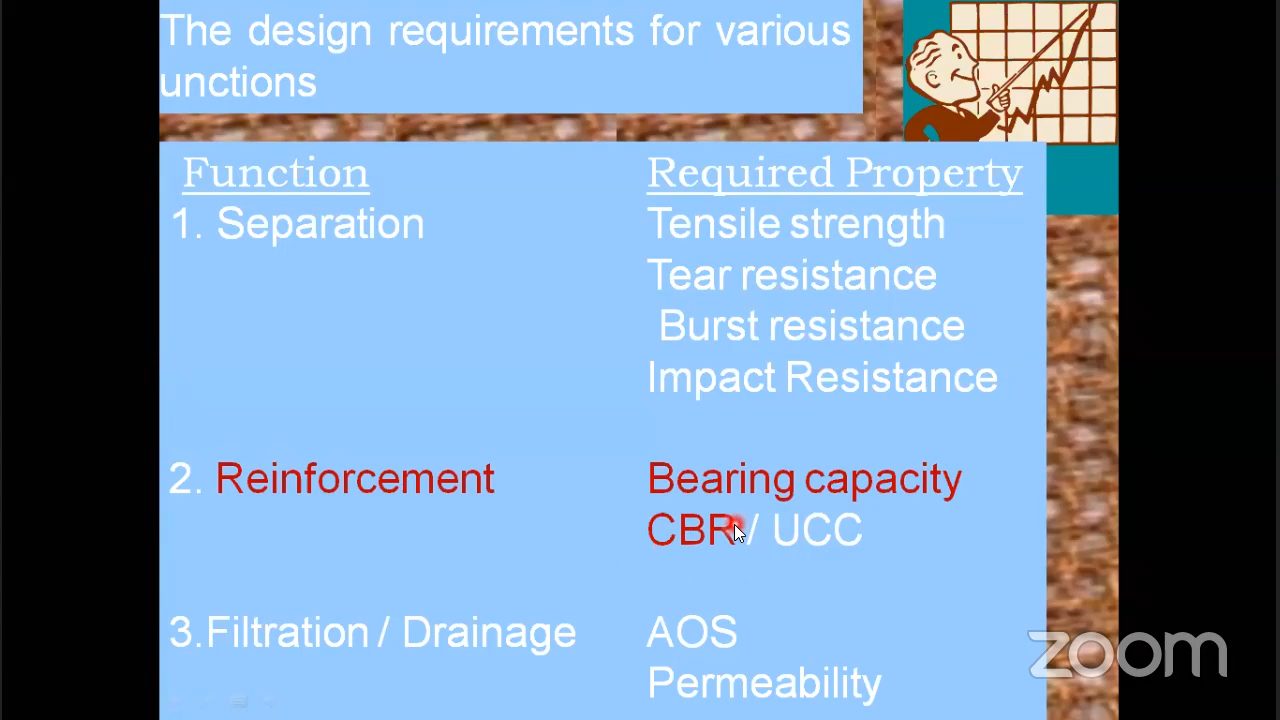 The design requirements for various
unctions
Function Required Property
1. Separation Tensile strength
Tear resistance
Burst resistance
Impact Resistance
2. Reinforcement Bearing capacity
CBR / UCC
3.Filtration / Drainage AOS
Permeability
zoom